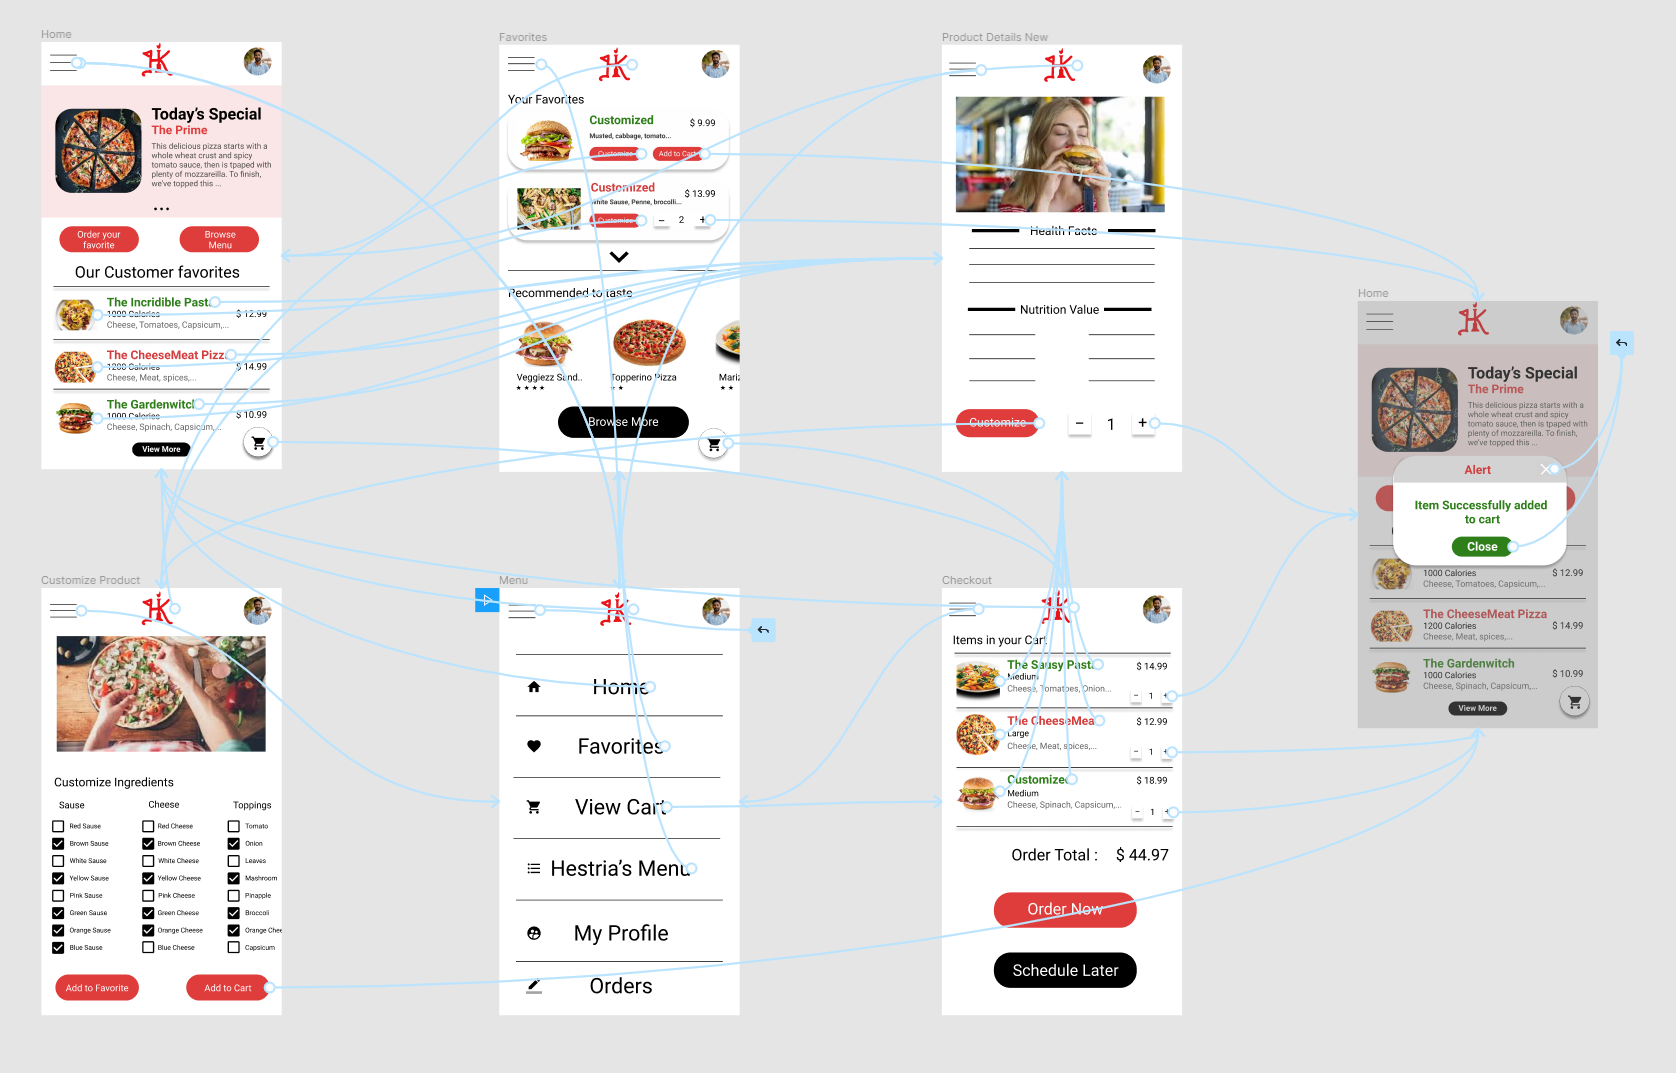 Home
Today's Special
The Prime
This delicious pizza starts with a
whole wheat crust and spicy
tomato sauce, then is tpaped with
plenty of mozzareilla. To finish,
we've topped this ...
Order your
favorite
Browse
Menu
Our Customer favorites
The Incridible Past
1000 Calories
$ 12.99
Cheese, Tomatoes, Capsicum,...
The CheeseMeat Pizz
1200 Calories
$ 14.99
Cheese, Meat, spices,...
The Gardenwitch
1000 Calories
$ 10.99
Cheese, Spinach, Capsicum,...
View More
Favorites
Your Favorites
Customized
$ 9.99
Musted, cabbage, tomato...
Customize
Add to Cart
Customized
$ 13.99
White Sause, Penne, brocolli...
Customize
- 2 +
Recommended to taste
Veggiezz Sand..
Topperino Pizza
Mariz
Browse More
Product Details New
Health Facts
Nutrition Value
Customize
- 1 +
Home
Today's Special
The Prime
This delicious pizza starts with a
whole wheat crust and spicy
tomato sauce, then is tpaped with
plenty of mozzareilla. To finish,
we've topped this ...
Alert
Item Successfully added
to cart
Close
1000 Calories
$ 12.99
Cheese, Tomatoes, Capsicum,...
The CheeseMeat Pizza
1200 Calories
$ 14.99
Cheese, Meat, spices,...
The Gardenwitch
1000 Calories
$ 10.99
Cheese, Spinach, Capsicum,...
View More
Customize Product
Customize Ingredients
Sause Cheese Toppings
Red Sause Red Cheese Tomato
Brown Sause Brown Cheese Onion
White Sause White Cheese Leaves
Yellow Sause Yellow Cheese Mashroom
Pink Sause Pink Cheese Pinapple
Green Sause Green Cheese Broccoli
Orange Sause Orange Cheese Orange Chee
Blue Sause Blue Cheese Capsicum
Add to Favorite
Add to Cart
Menu
Home
Favorites
View Cart
Hestria's Menu
My Profile
Orders
Checkout
Items in your Cart
The Sausy Past
$ 14.99
Medium
Cheese, Tomatoes, Onion...
- 1 +
The CheeseMea
$ 12.99
Large
Cheese, Meat, spices,...
- 1 +
Customized
$ 18.99
Medium
Cheese, Spinach, Capsicum,...
- 1 +
Order Total : $ 44.97
Order Now
Schedule Later